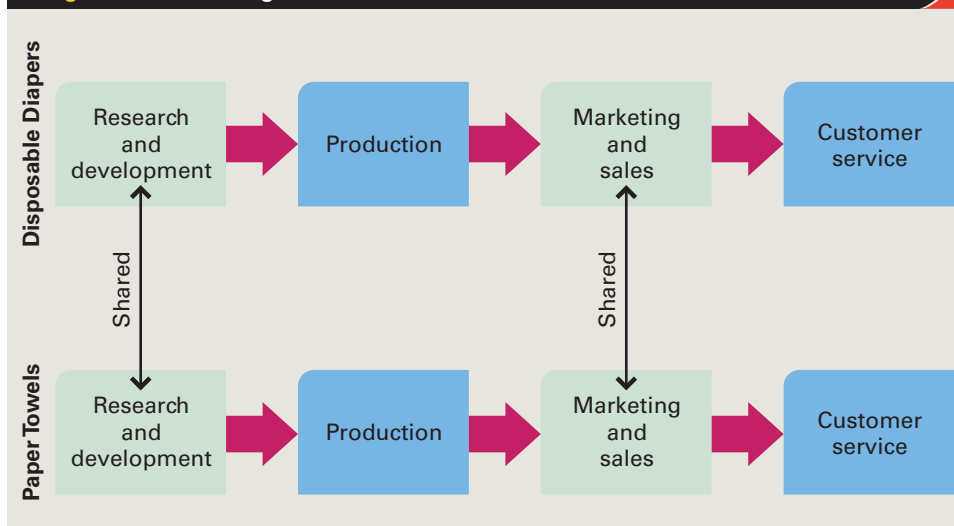 Disposable Diapers
Research
and
development
Production
Marketing
and
sales
Customer
service
Shared
Shared
Paper Towels
Research
and
development
Production
Marketing
and
sales
Customer
service